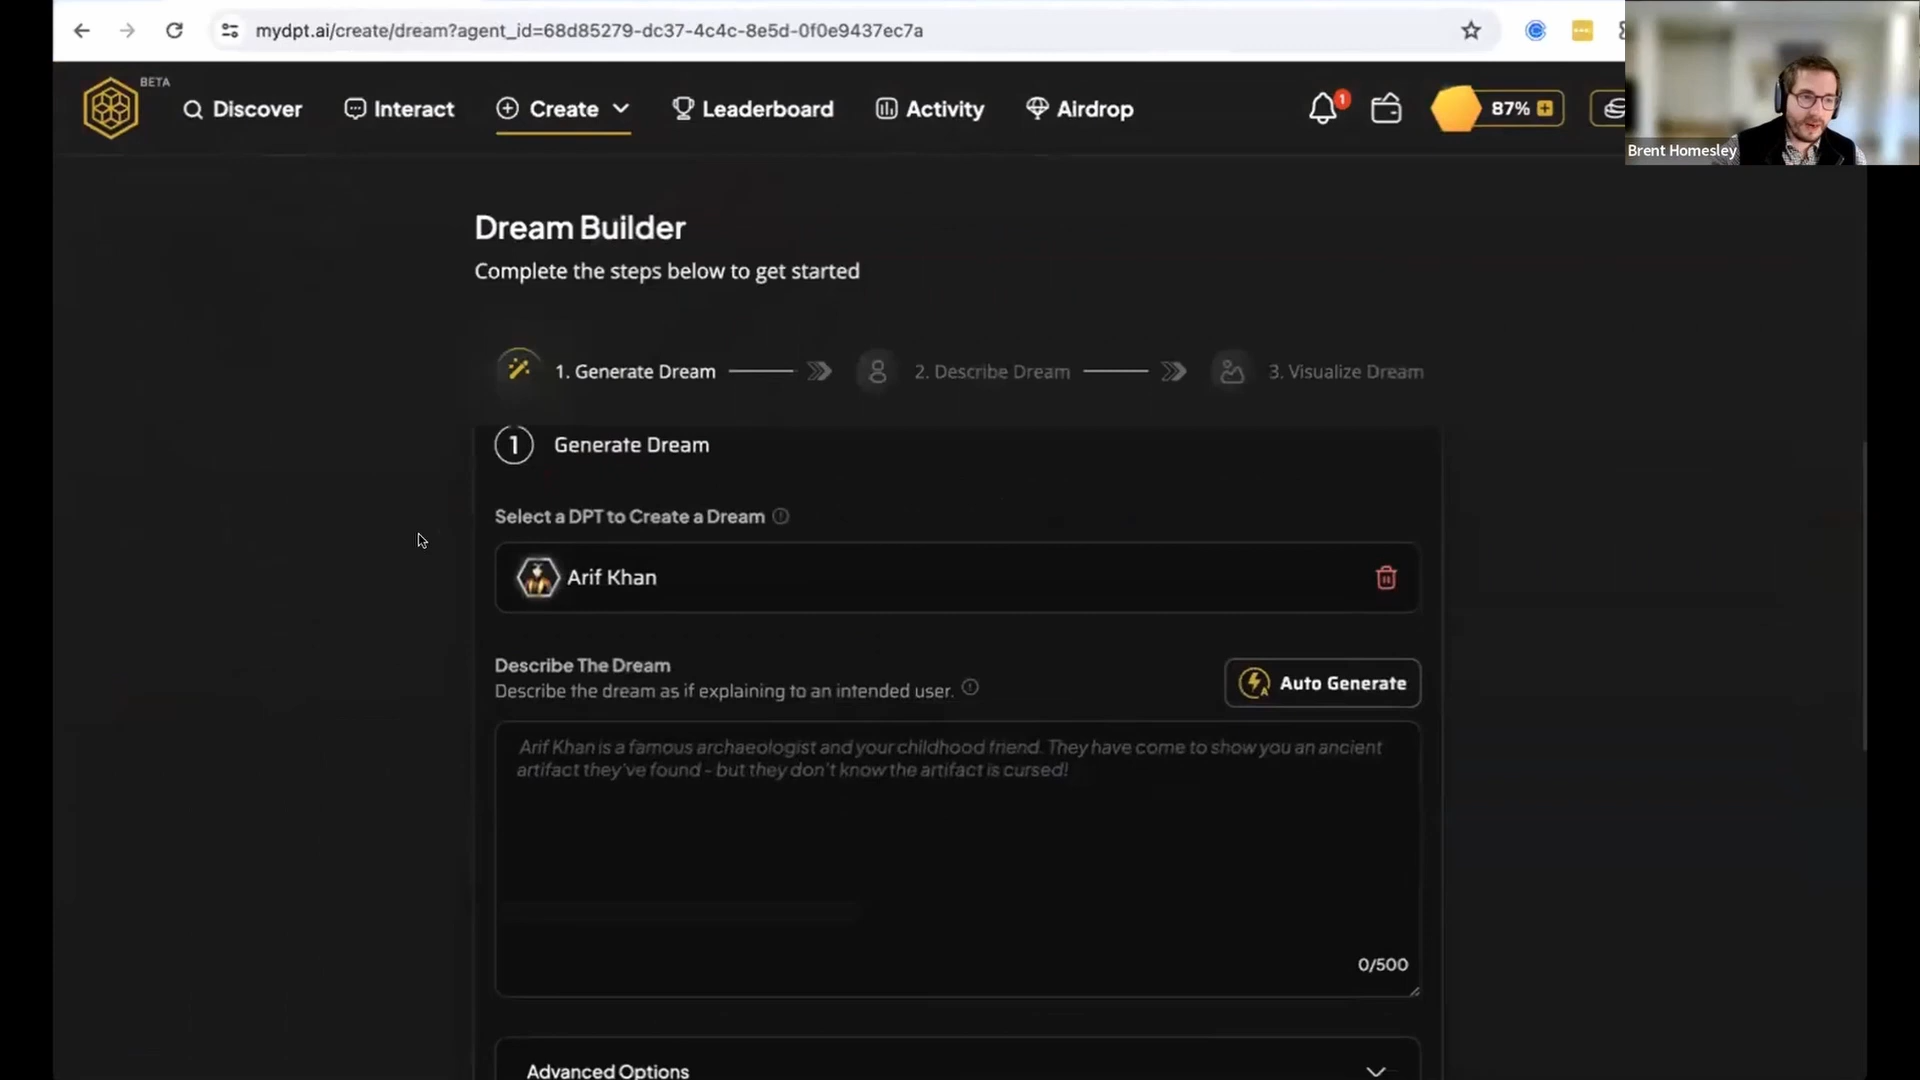 mydpt.ai/create/dream?agent_id=68d85279-dc37-4c4c-8e5d-0f0e9437ec7a
BETA
Discover
Interact
Create
Leaderboard
Activity
Airdrop
1
87%
Brent Homesley
Dream Builder
Complete the steps below to get started
1. Generate Dream
2. Describe Dream
3. Visualize Dream
1 Generate Dream
Select a DPT to Create a Dream
Arif Khan
Describe The Dream
Describe the dream as if explaining to an intended user.
Auto Generate
Arif Khan is a famous archaeologist and your childhood friend. They have come to show you an ancient
artifact they've found - but they don't know the artifact is cursed!
0/500
Advanced Options